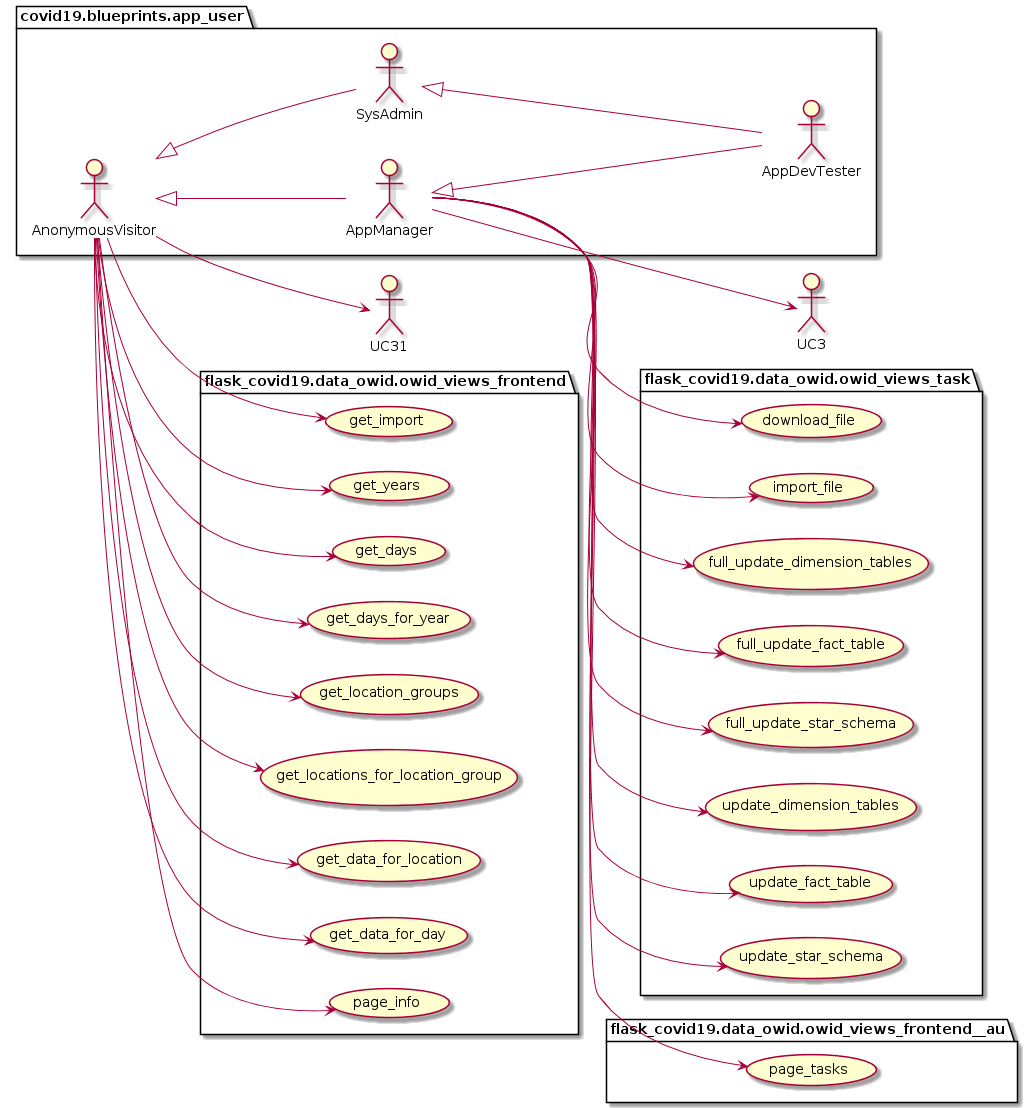 covid19.blueprints.app_user
SysAdmin
AppDevTester
AnonymousVisitor
AppManager
UC31
UC3
flask_covid19.data_owid.owid_views_frontend
get_import
get_years
get_days
get_days_for_year
get_location_groups
get_locations_for_location_group
get_data_for_location
get_data_for_day
page_info
flask_covid19.data_owid.owid_views_task
download_file
import_file
full_update_dimension_tables
full_update_fact_table
full_update_star_schema
update_dimension_tables
update_fact_table
update_star_schema
flask_covid19.data_owid.owid_views_frontend__au
page_tasks